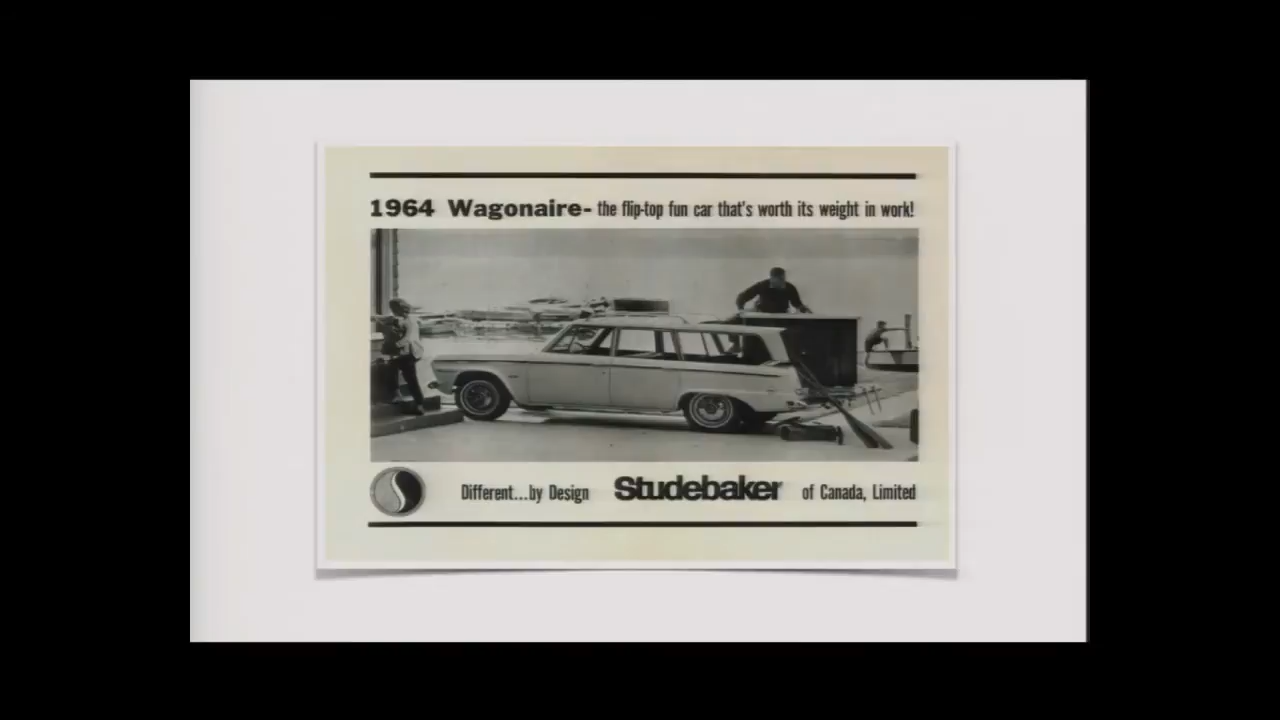 1964 Wagonaire- the flip-top fun car that's worth its weight in work!
Different...by Design Studebaker of Canada, Limited